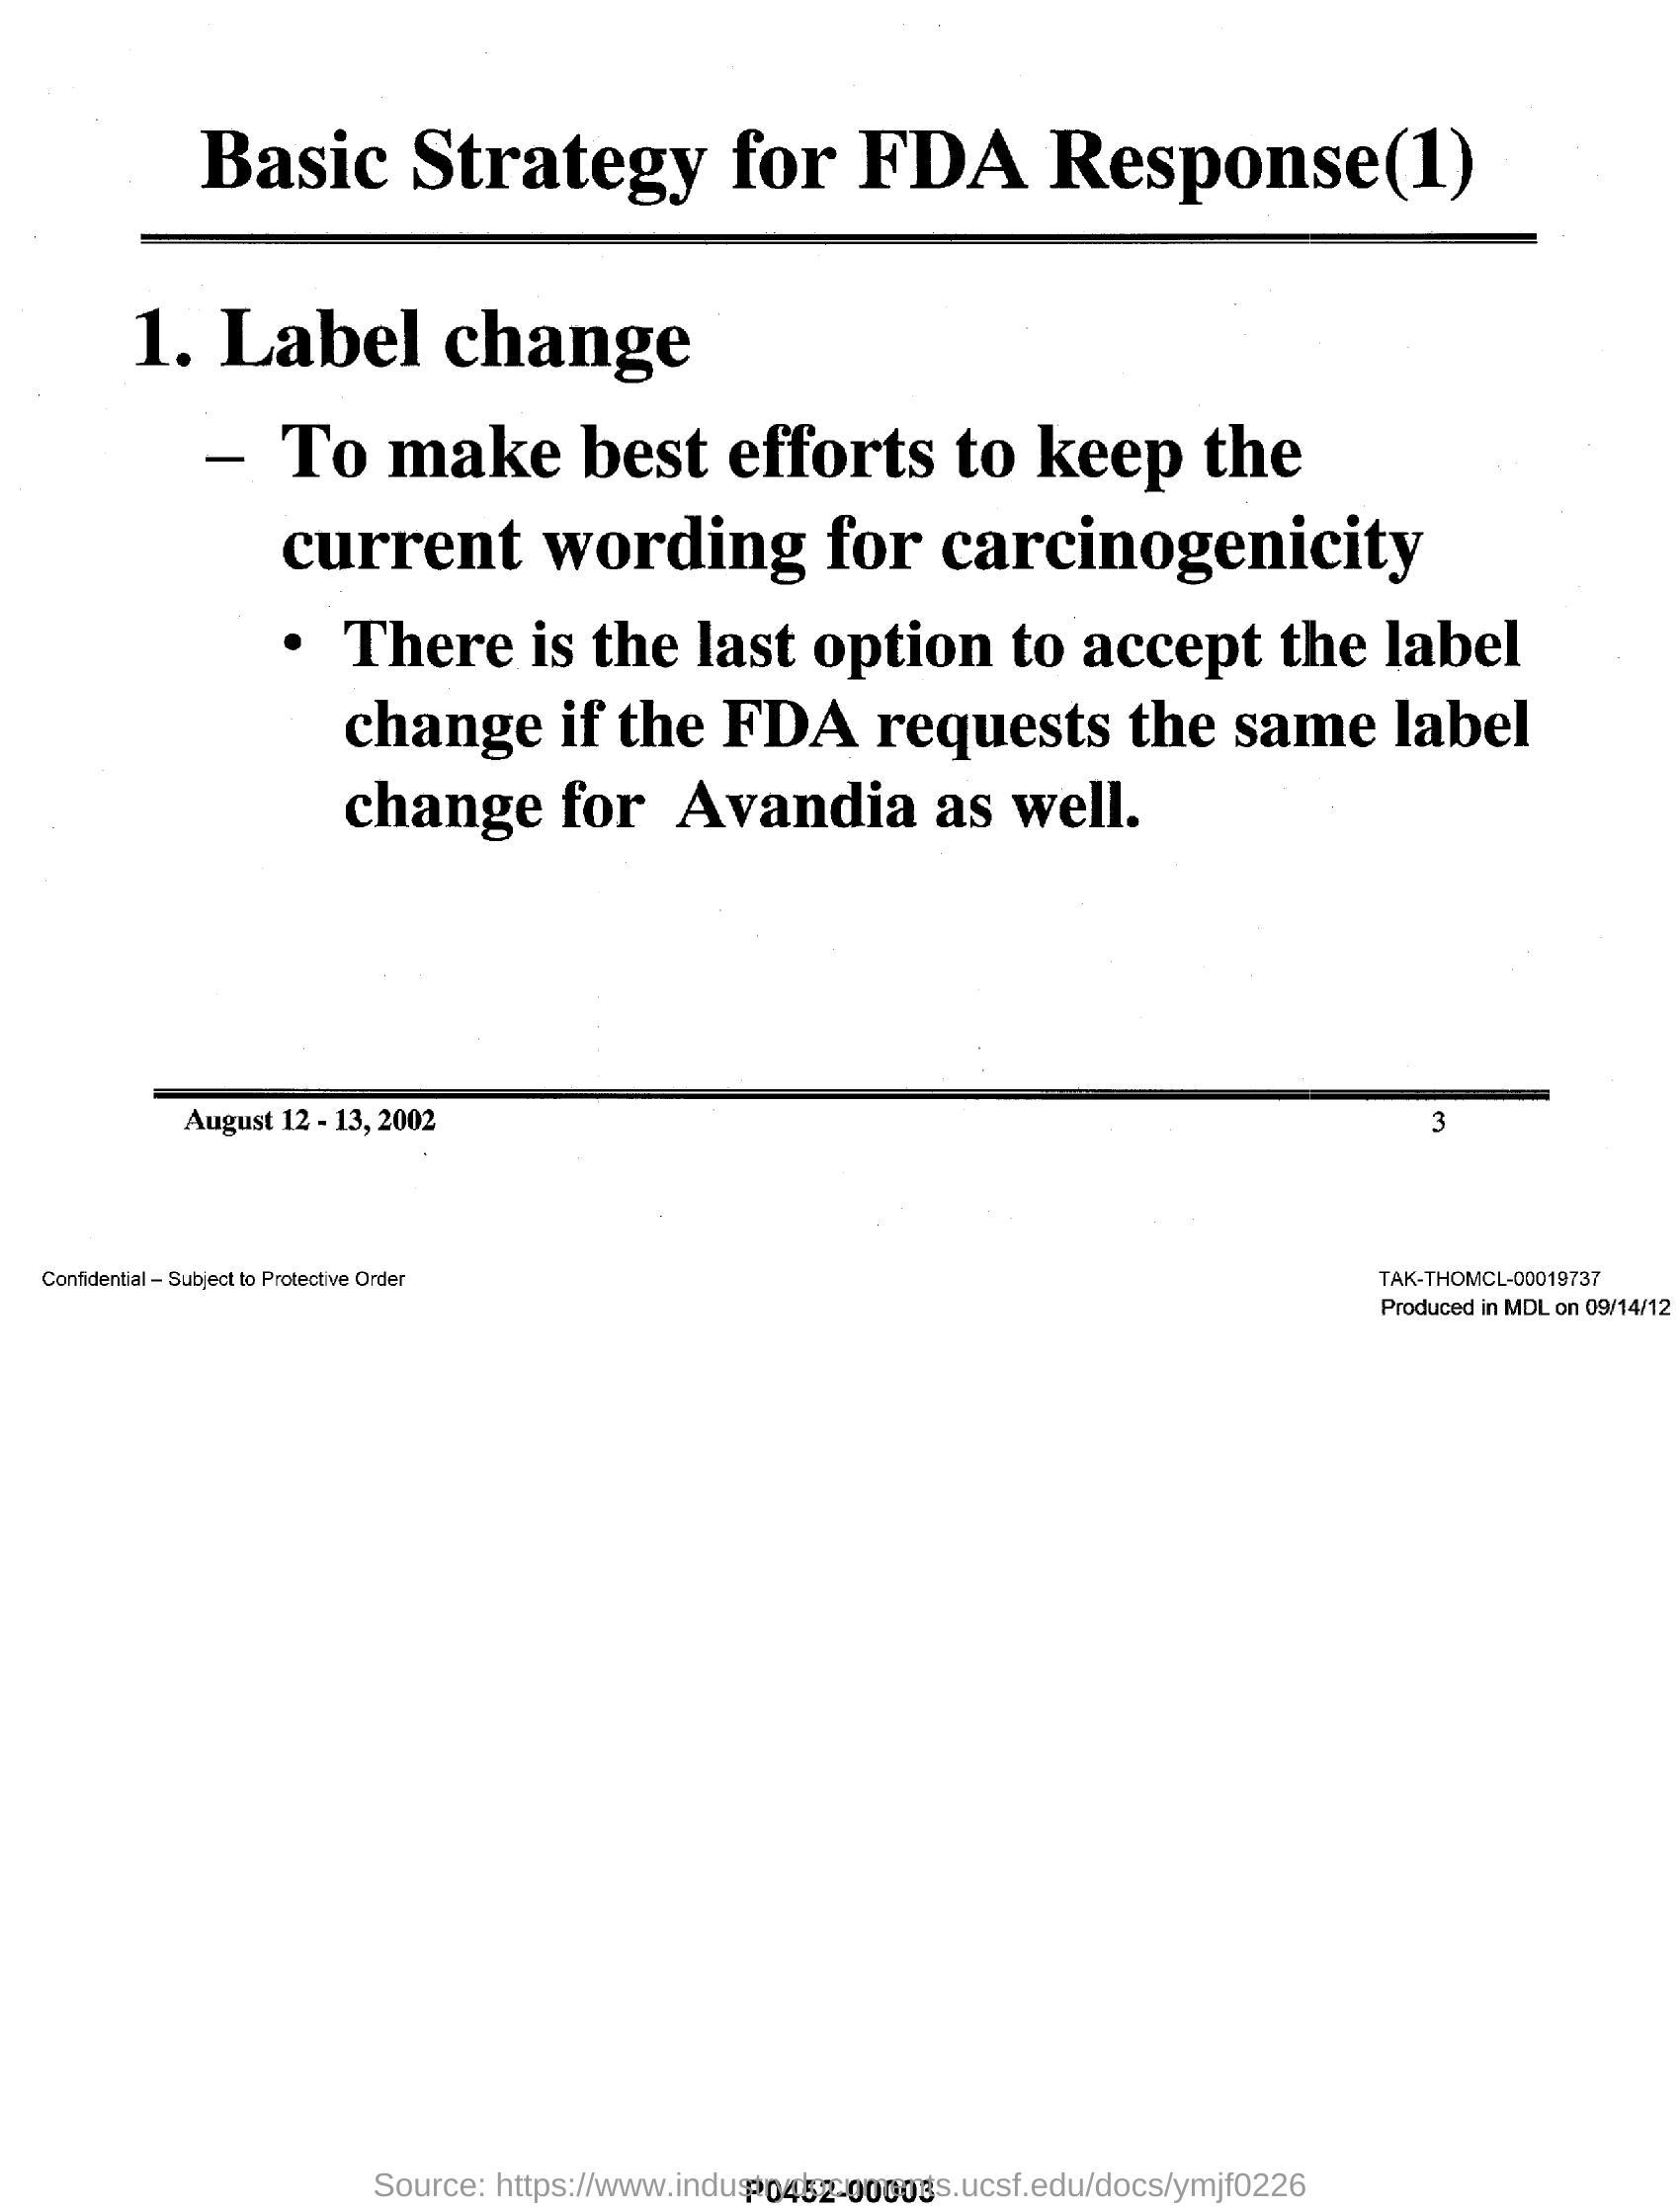 Basic Strategy for FDA Response(1)
1. Label change
– To make best efforts to keep the
current wording for carcinogenicity
• There is the last option to accept the label
change if the FDA requests the same label
change for Avandia as well.
August 12 - 13, 2002 3
Confidential – Subject to Protective Order TAK-THOMCL-00019737
Produced in MDL on 09/14/12
P0452-00003
Source: https://www.industrydocuments.ucsf.edu/docs/ymjf0226